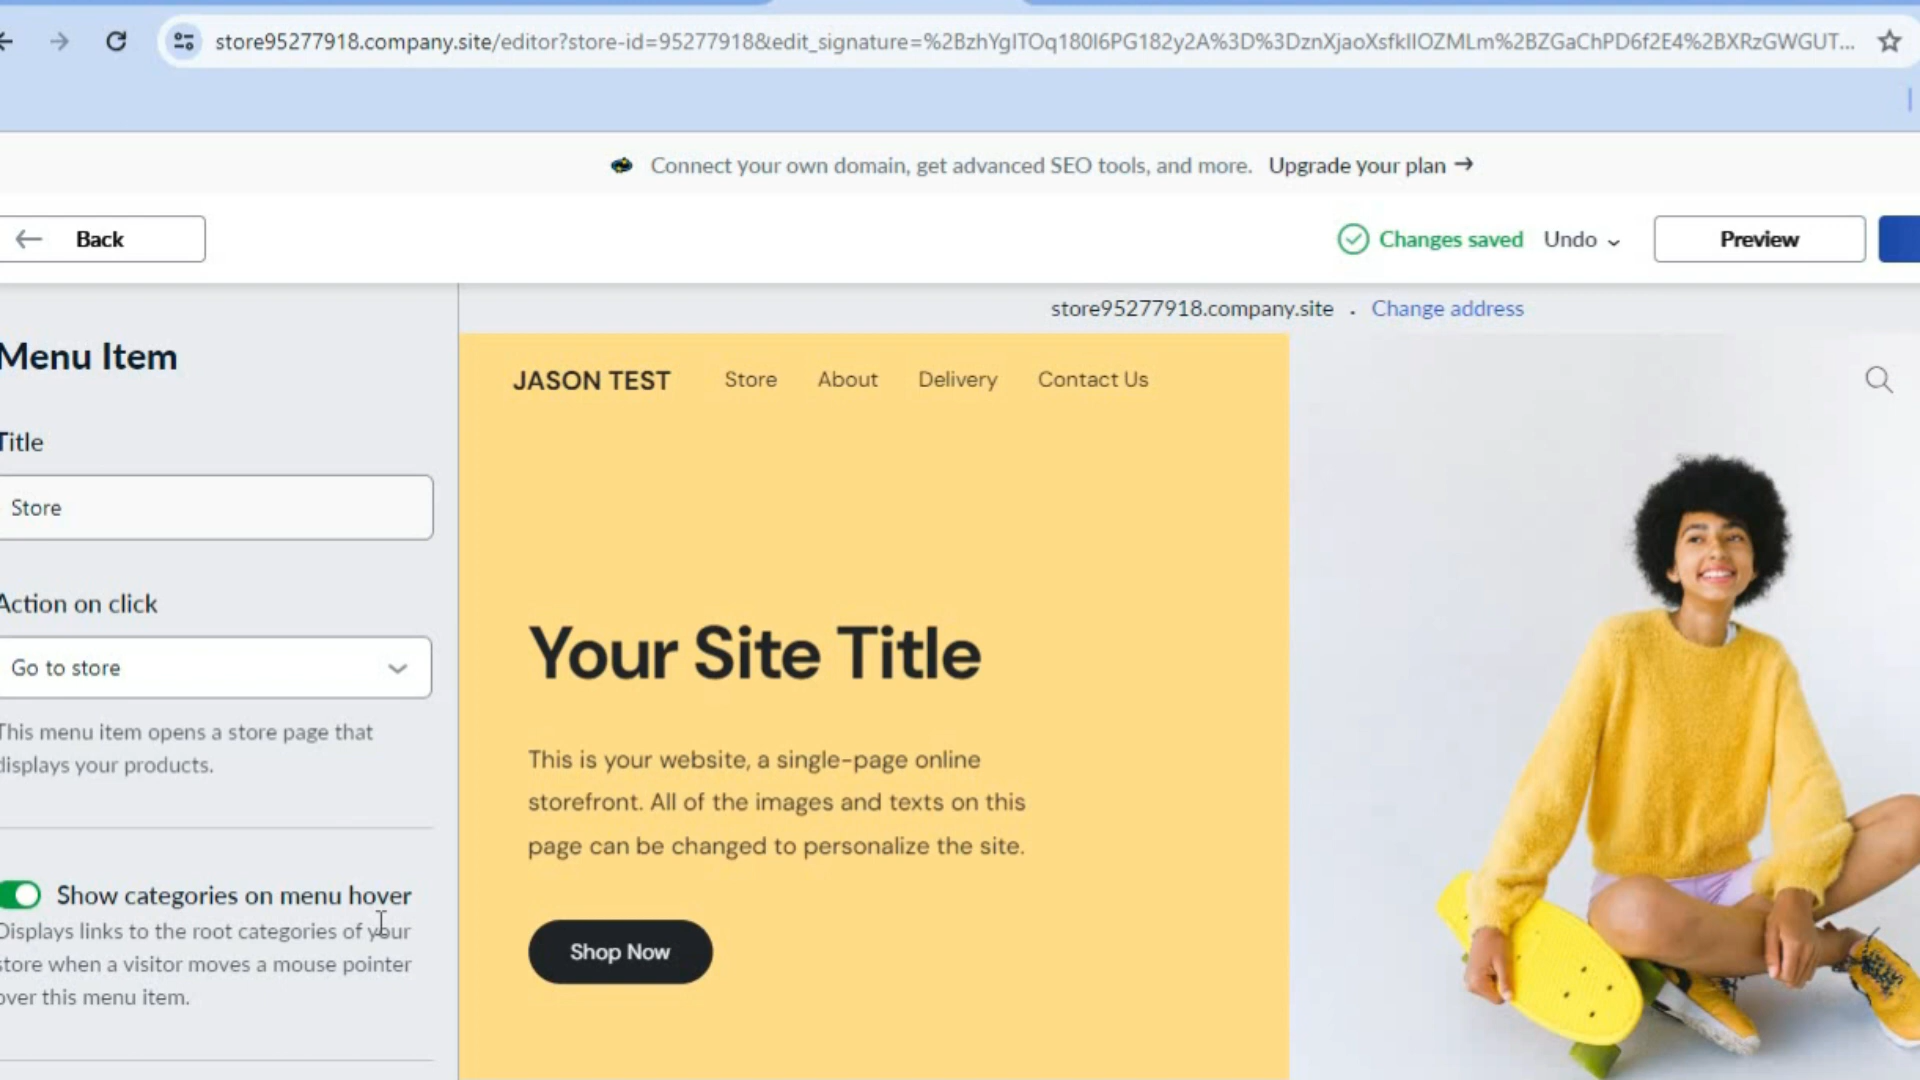 store95277918.company.site/editor?store-id=95277918&edit_signature=%2BzhYgITOq180I6PG182y2A%3D%3DznXjaoXsfkIIOZMLm%2BZGaChPD6f2E4%2BXRzGWGUT...
Connect your own domain, get advanced SEO tools, and more. Upgrade your plan →
← Back
Changes saved Undo Preview
store95277918.company.site · Change address
Menu Item
JASON TEST Store About Delivery Contact Us
Title
Store
Action on click
Your Site Title
Go to store
This menu item opens a store page that
displays your products.
This is your website, a single-page online
storefront. All of the images and texts on this
page can be changed to personalize the site.
Show categories on menu hover
Displays links to the root categories of your
store when a visitor moves a mouse pointer
over this menu item.
Shop Now